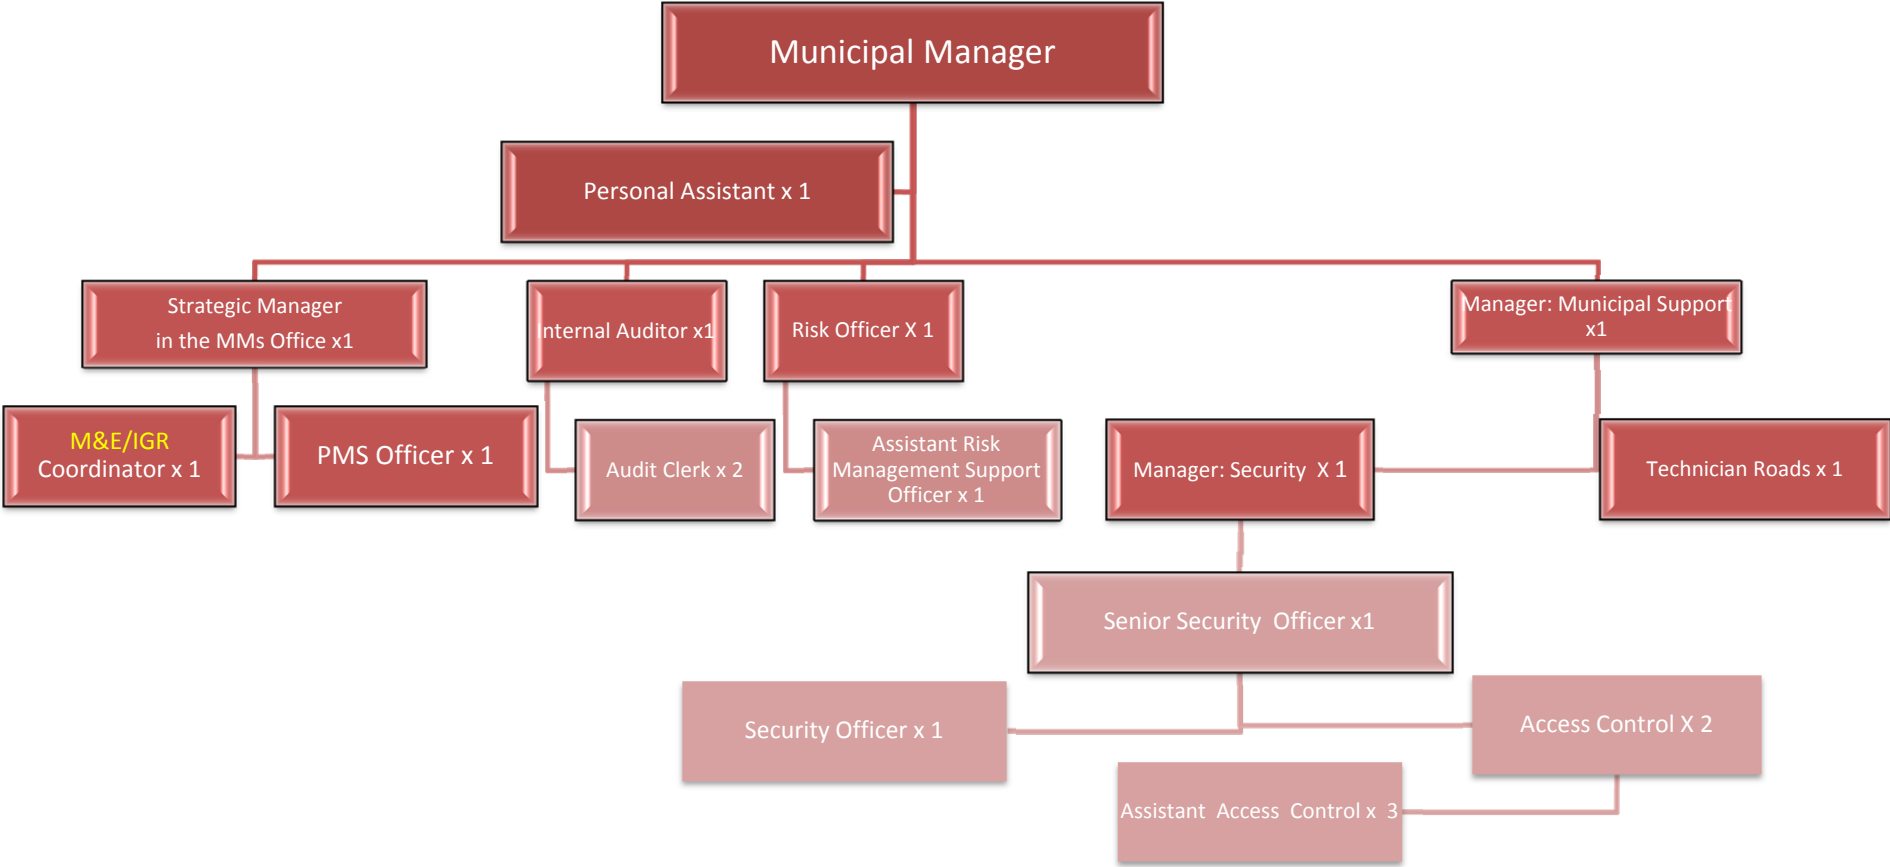 Municipal Manager
Personal Assistant x 1
Strategic Manager
in the MMs Office x1
Internal Auditor x1
Risk Officer X 1
Manager: Municipal Support
x1
M&E/IGR
Coordinator x 1
PMS Officer x 1
Audit Clerk x 2
Assistant Risk
Management Support
Officer x 1
Manager: Security  X 1
Technician Roads x 1
Senior Security  Officer x1
Security Officer x 1
Access Control X 2
Assistant  Access  Control x  3